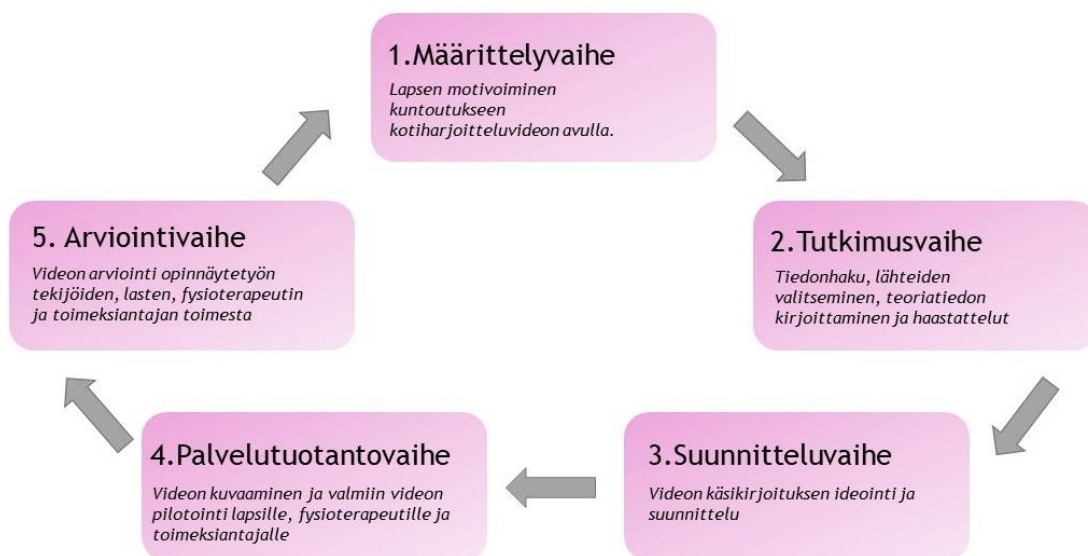 1.Määrittelyvaihe
Lapsen motivoiminen
kuntoutukseen
kotiharjoitteluvideon avulla.
2.Tutkimusvaihe
Tiedonhaku, lähteiden
valitseminen, teoriatiedon
kirjoittaminen ja haastattelut
3.Suunnitteluvaihe
Videon käsikirjoituksen ideointi ja
suunnittelu
4.Palvelutuotantovaihe
Videon kuvaaminen ja valmiin videon
pilotointi lapsille, fysioterapeutille ja
toimeksiantajalle
5. Arviointivaihe
Videon arviointi opinnäytetyön
tekijöiden, lasten, fysioterapeutin
ja toimeksiantajan toimesta